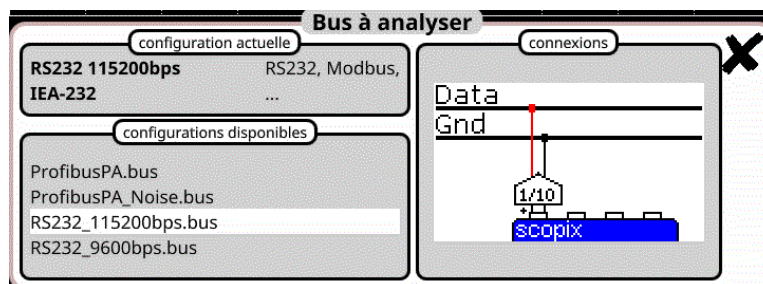 Bus à analyser
configuration actuelle
RS232 115200bps RS232, Modbus,
IEA-232 ...
configurations disponibles
ProfibusPA.bus
ProfibusPA_Noise.bus
RS232_115200bps.bus
RS232_9600bps.bus
connexions
Data
Gnd
1/10
scopix